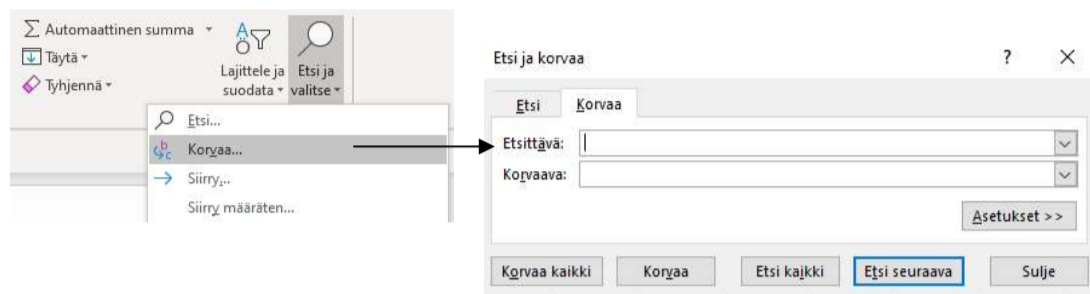 ∑ Automaattinen summa
Täytä
Tyhjennä
Lajittele ja
suodata
Etsi ja
valitse
Etsi...
Korvaa...
Siirry...
Siirry määräten...
Etsi ja korvaa
? ×
Etsi Korvaa
Etsittävä:
Korvaava:
Asetukset >>
Korvaa kaikki Korvaa Etsi kaikki Etsi seuraava Sulje